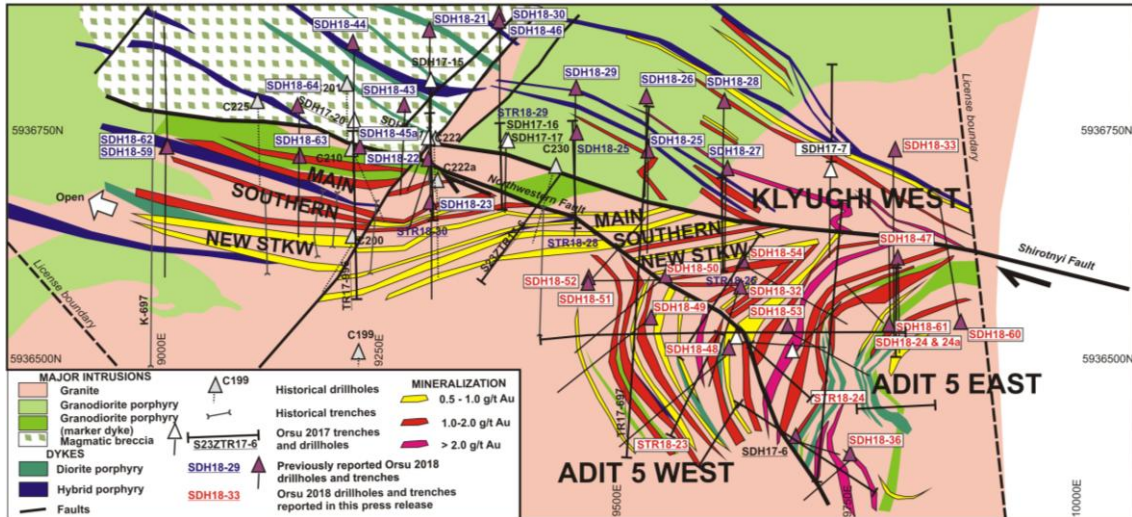 SDH18-44
SDH18-21
SDH18-30
SDH18-46
SDH17-15
SDH18-64
201
SDH18-43
SDH18-29
SDH18-26
SDH18-28
C225
SDH17-20
STR18-29
5936750N
5936750N
SDH18-62
SDH18-59
SDH18-63
C210
SDH18-45a
C222
SDH18-22
C222a
SDH17-16
SDH17-17
C230
SDH18-25
SDH18-25
SDH18-27
SDH17-7
SDH18-33
License boundary
MAIN
SOUTHERN
NEW STKW
Open
SDH18-23
STR18-30
C200
Northwestern Fault
KLYUCHI WEST
MAIN
SOUTHERN
NEW STKW
STR18-28
SDH18-54
SDH18-47
Shirotnyi Fault
License boundary
K-697
SDH18-52
SDH18-51
SDH18-50
SDH18-32
SDH18-49
SDH18-53
SDH18-61
SDH18-60
SDH18-24 & 24a
SDH18-48
9000E
9250E
C199
5936500N
5936500N
ADIT 5 EAST
STR18-24
TR17-697
STR18-23
SDH18-36
SDH17-6
ADIT 5 WEST
9500E
9750E
10000E
MAJOR INTRUSIONS
Granite
Granodiorite porphyry
Granodiorite porphyry
(marker dyke)
Magmatic breccia
DYKES
Diorite porphyry
Hybrid porphyry
Faults
C199
Historical drillholes
Historical trenches
S23ZTR17-6
Orsu 2017 trenches
and drillholes
SDH18-29
Previously reported Orsu 2018
drillholes and trenches
SDH18-33
Orsu 2018 drillholes and trenches
reported in this press release
MINERALIZATION
0.5 - 1.0 g/t Au
1.0-2.0 g/t Au
> 2.0 g/t Au